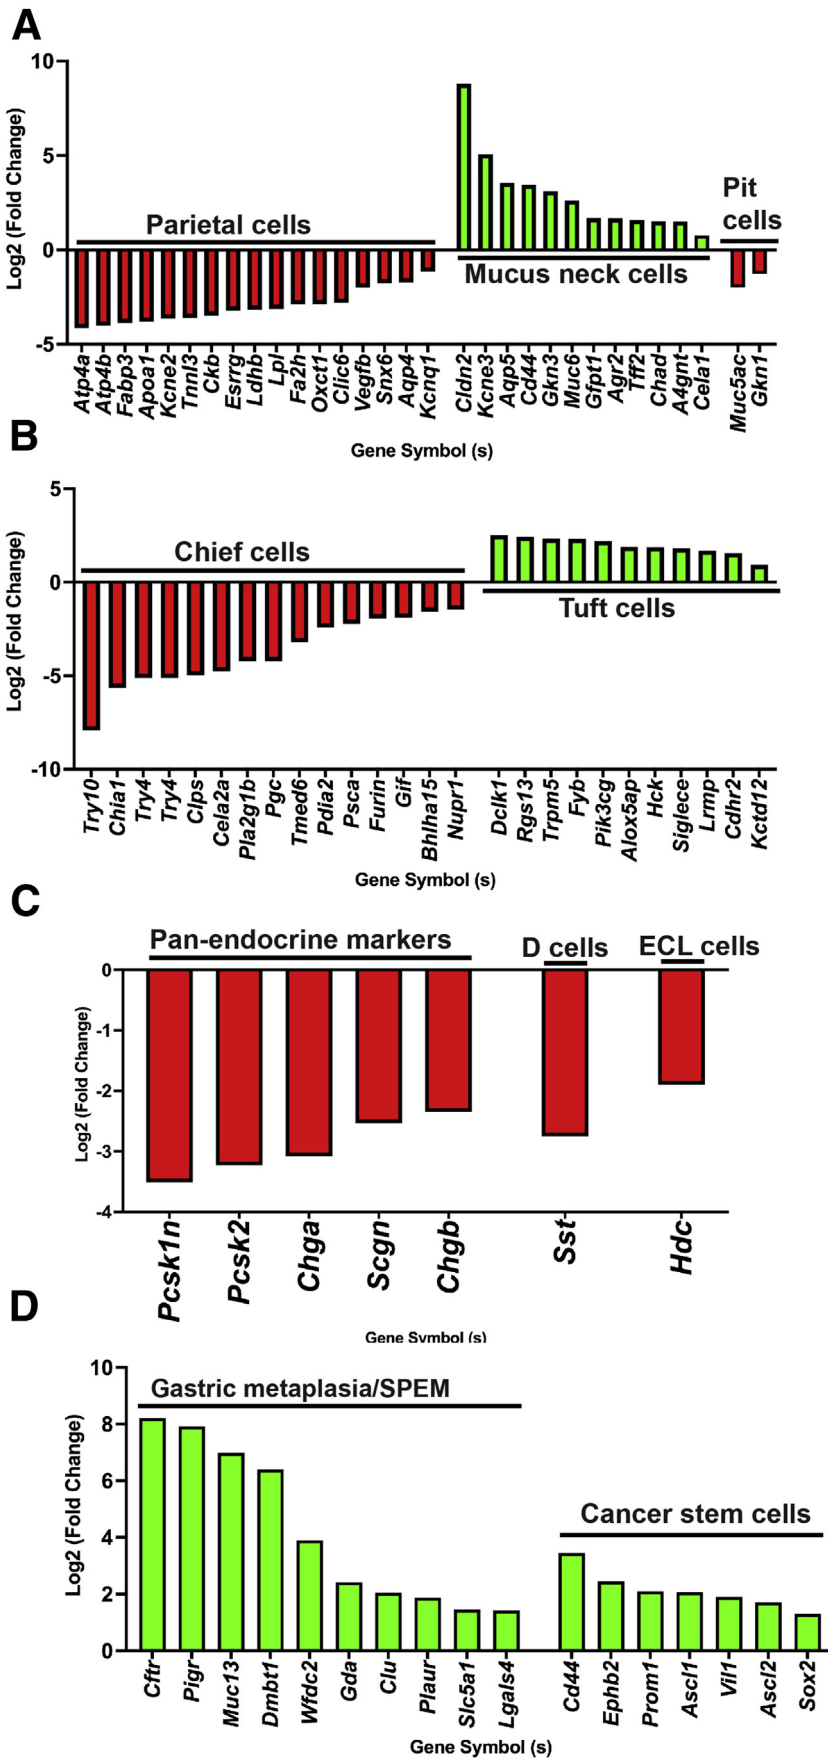 A
Log2 (Fold Change)
10
5
0
-5
Parietal cells
Mucus neck cells
Pit
cells
Atp4a
Atp4b
Fabp3
Apoa1
Kcne2
Tnnl3
Ckb
Esrrg
Ldhb
Lpl
Fa2h
Oxct1
Clic6
Vegfb
Snx6
Aqp4
Kcnq1
Cldn2
Kcne3
Aqp5
Cd44
Gkn3
Muc6
Gfpt1
Agr2
Tff2
Chad
A4gnt
Cela1
Muc5ac
Gkn1
Gene Symbol (s)
B
Log2 (Fold Change)
5
0
-5
-10
Chief cells
Tuft cells
Try10
Chia1
Try4
Try4
Clps
Cela2a
Pla2g1b
Pgc
Tmed6
Pdia2
Psca
Furin
Gif
Bhlha15
Nupr1
Dclk1
Rgs13
Trpm5
Fyb
Pik3cg
Alox5ap
Hck
Siglece
Lrmp
Cdhr2
Kctd12
Gene Symbol (s)
C
Log2 (Fold Change)
0
-1
-2
-3
-4
Pan-endocrine markers
D cells
ECL cells
Pcsk1n
Pcsk2
Chga
Scgn
Chgb
Sst
Hdc
Gene Symbol (s)
D
Log2 (Fold Change)
10
8
6
4
2
0
Gastric metaplasia/SPEM
Cancer stem cells
Cftr
Pigr
Muc13
Dmbt1
Wfdc2
Gda
Clu
Plaur
Slc5a1
Lgals4
Cd44
Ephb2
Prom1
Ascl1
Vil1
Ascl2
Sox2
Gene Symbol (s)